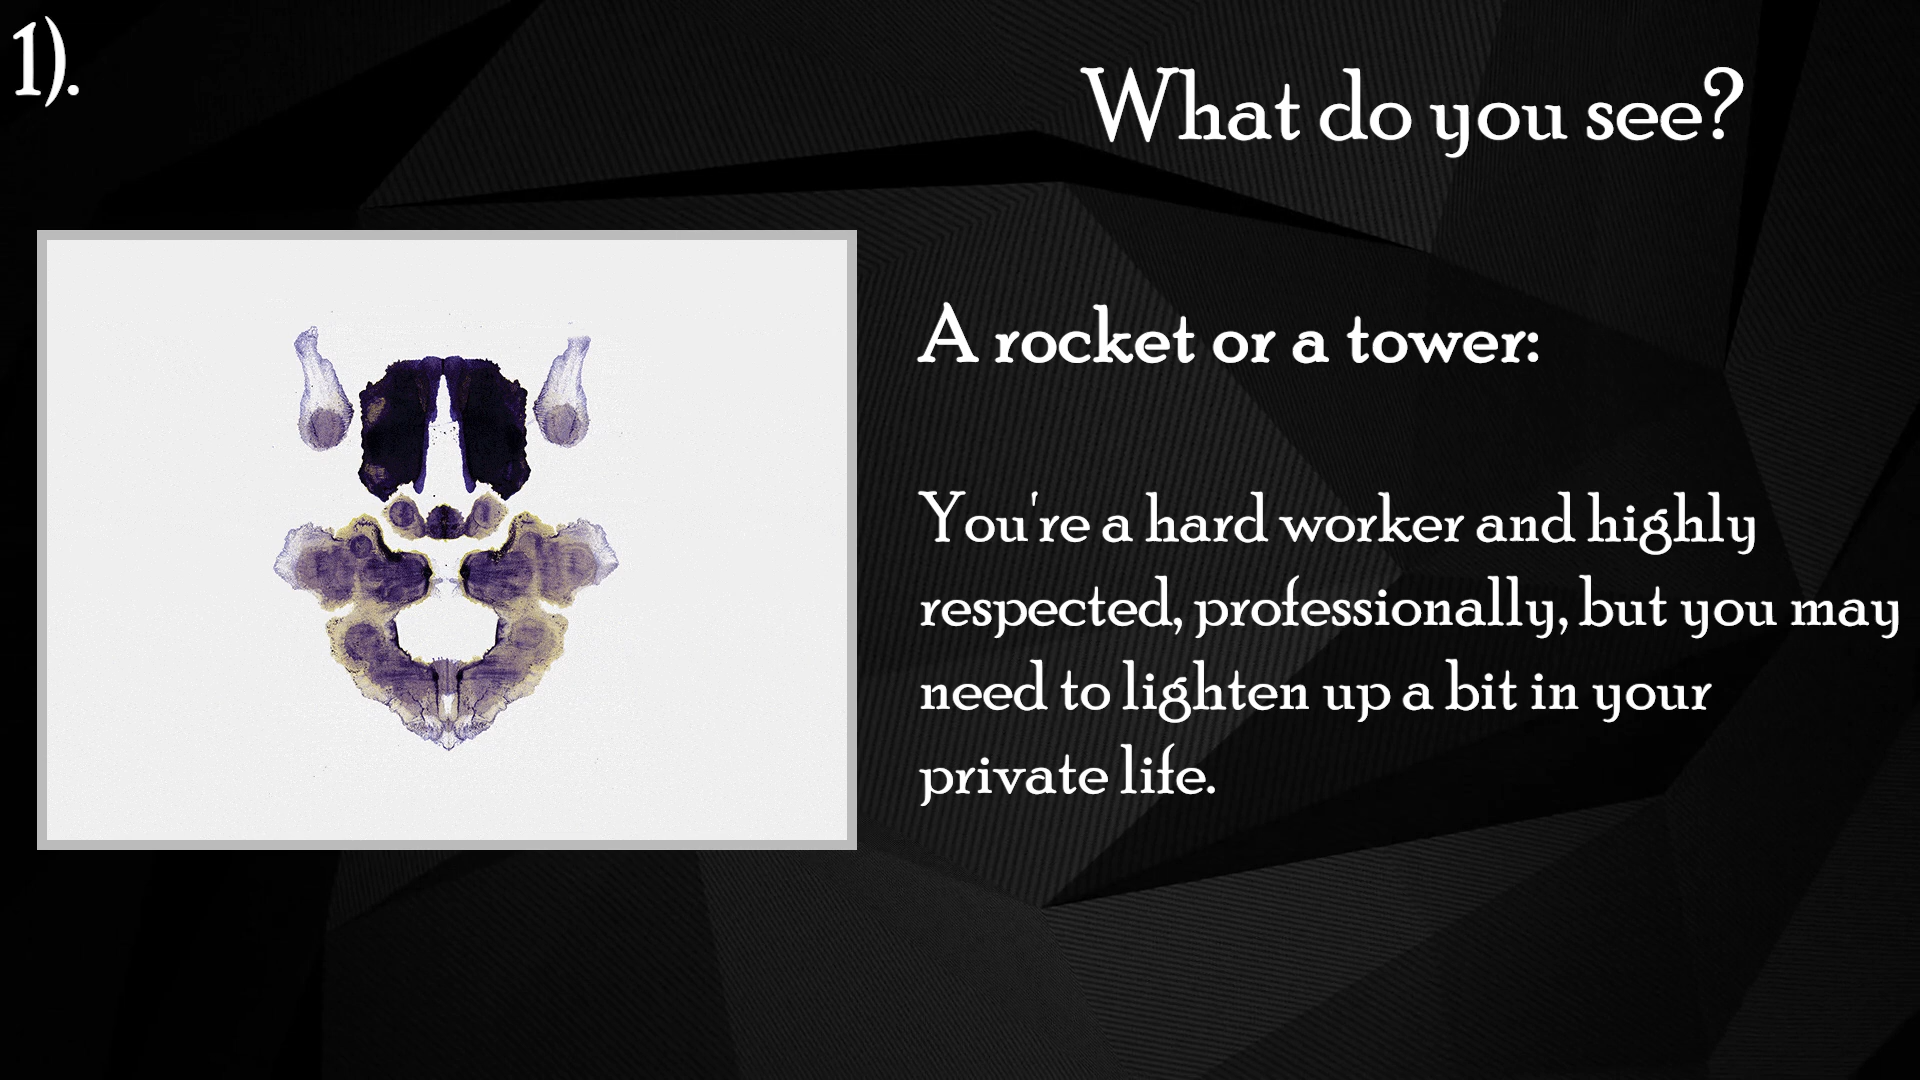 1).
What do you see?
A rocket or a tower:
You're a hard worker and highly
respected, professionally, but you may
need to lighten up a bit in your
private life.